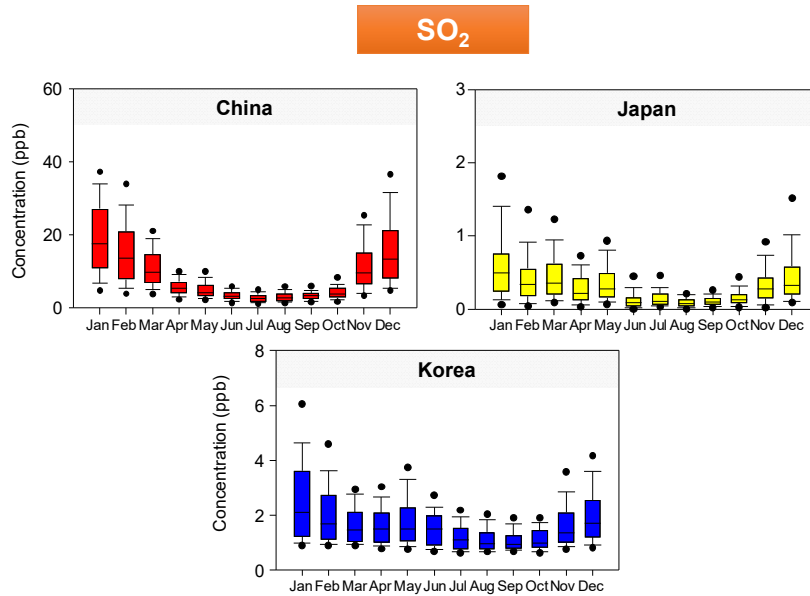 SO₂
China
Concentration (ppb)
60
40
20
0
Jan Feb Mar Apr May Jun Jul Aug Sep Oct Nov Dec
Japan
3
2
1
0
Jan Feb Mar Apr May Jun Jul Aug Sep Oct Nov Dec
Korea
Concentration (ppb)
8
6
4
2
0
Jan Feb Mar Apr May Jun Jul Aug Sep Oct Nov Dec